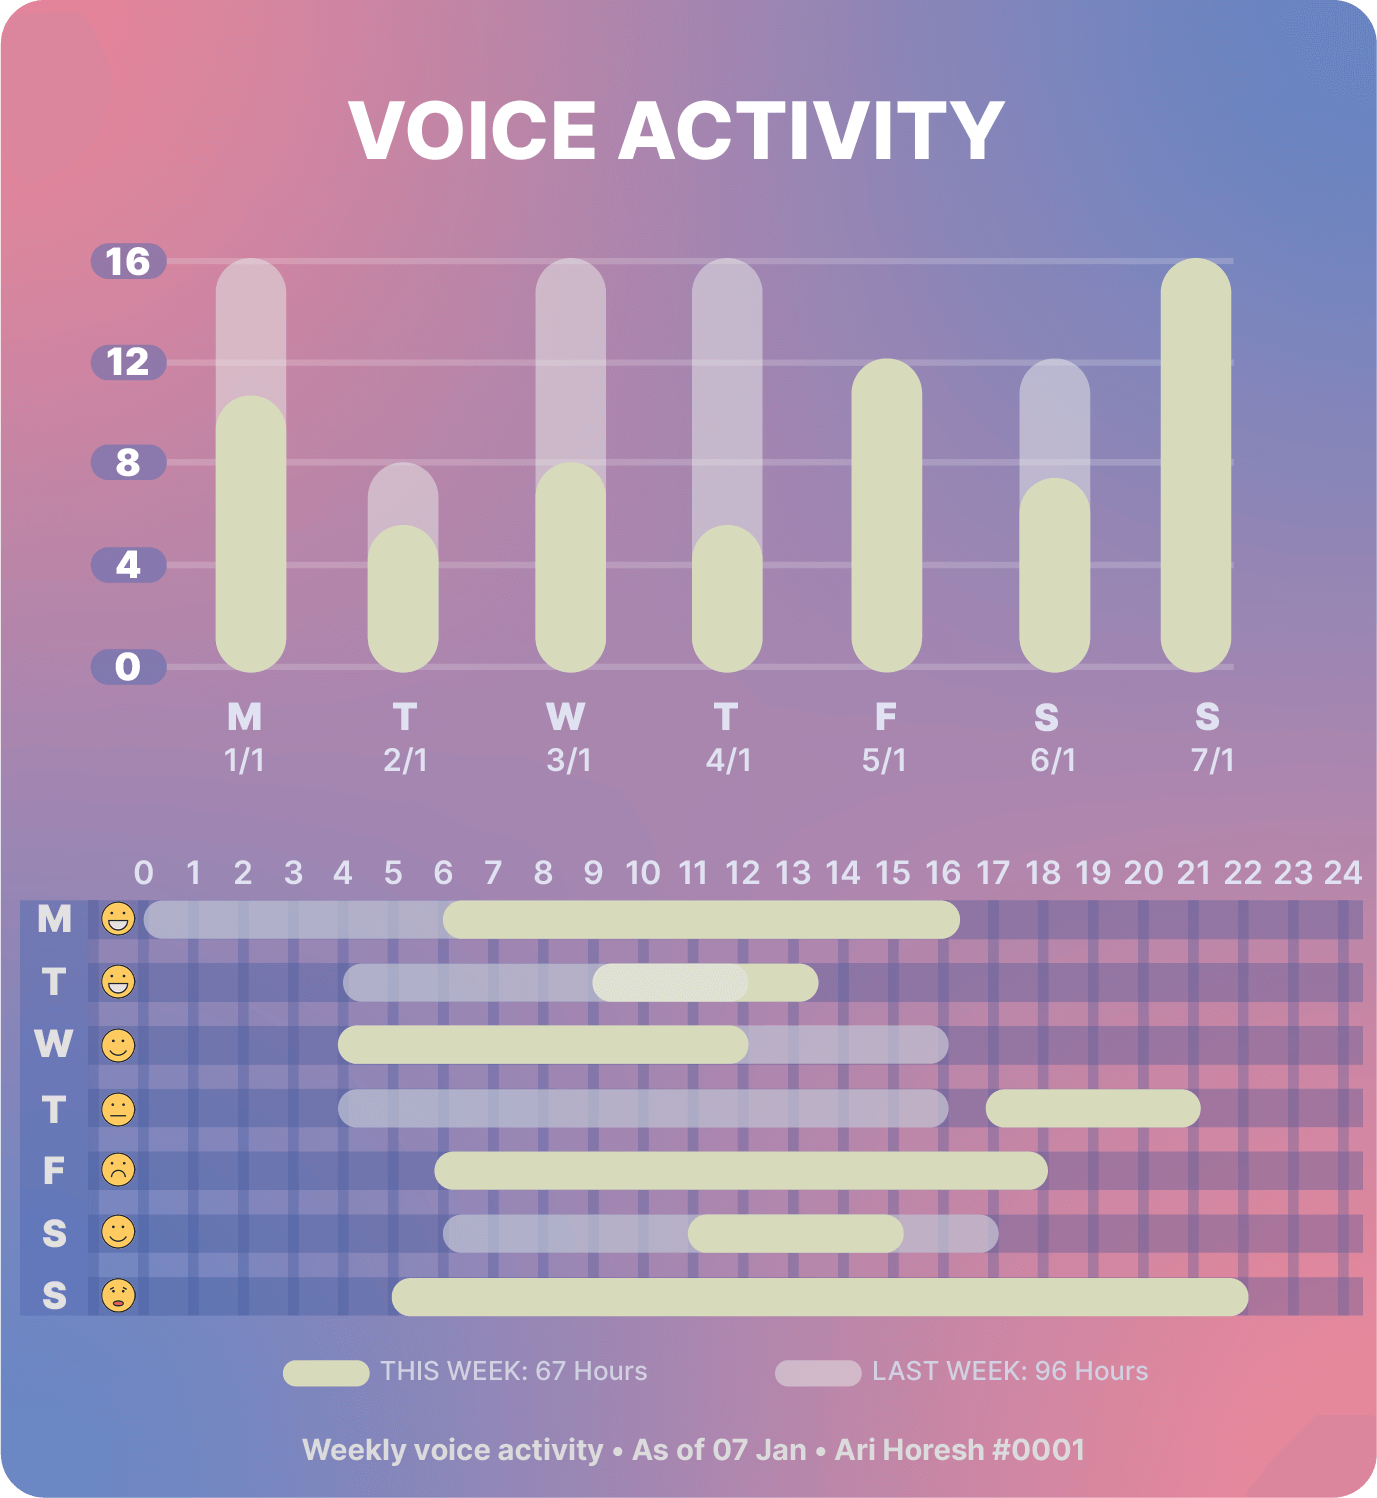 VOICE ACTIVITY
16
12
8
4
0
M T W T F S S
1/1 2/1 3/1 4/1 5/1 6/1 7/1
0 1 2 3 4 5 6 7 8 9 10 11 12 13 14 15 16 17 18 19 20 21 22 23 24
M
T
W
T
F
S
S
THIS WEEK: 67 Hours LAST WEEK: 96 Hours
Weekly voice activity • As of 07 Jan • Ari Horesh #0001